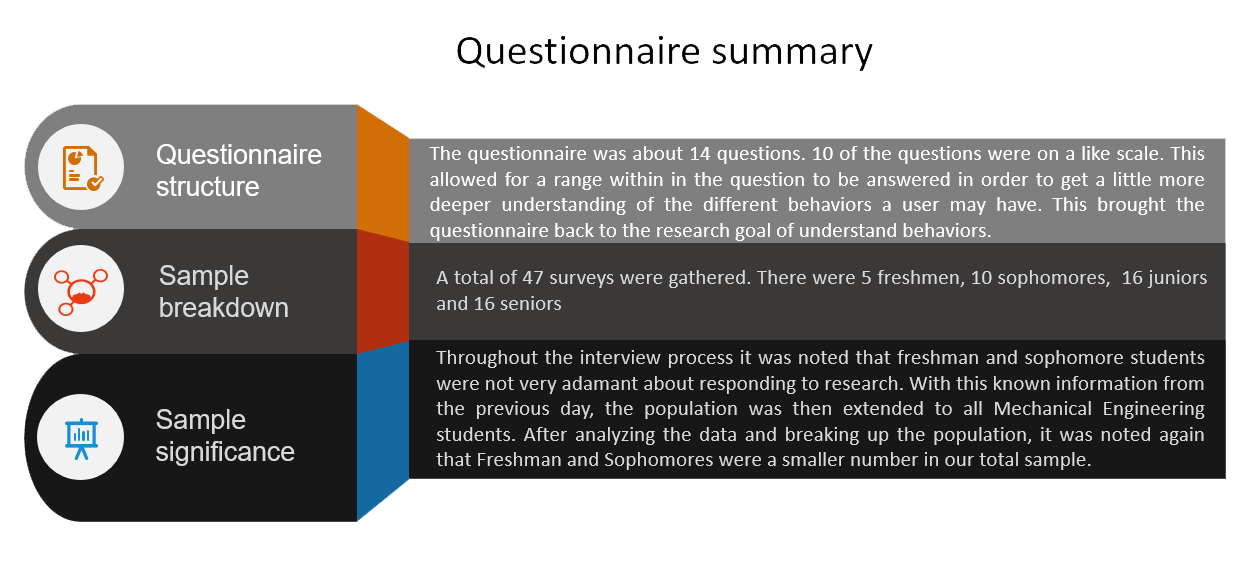 Questionnaire summary
Questionnaire
structure
The questionnaire was about 14 questions. 10 of the questions were on a like scale. This
allowed for a range within in the question to be answered in order to get a little more
deeper understanding of the different behaviors a user may have. This brought the
questionnaire back to the research goal of understand behaviors.
Sample
breakdown
A total of 47 surveys were gathered. There were 5 freshmen, 10 sophomores,  16 juniors
and 16 seniors
Sample
significance
Throughout the interview process it was noted that freshman and sophomore students
were not very adamant about responding to research. With this known information from
the previous day, the population was then extended to all Mechanical Engineering
students. After analyzing the data and breaking up the population, it was noted again
that Freshman and Sophomores were a smaller number in our total sample.